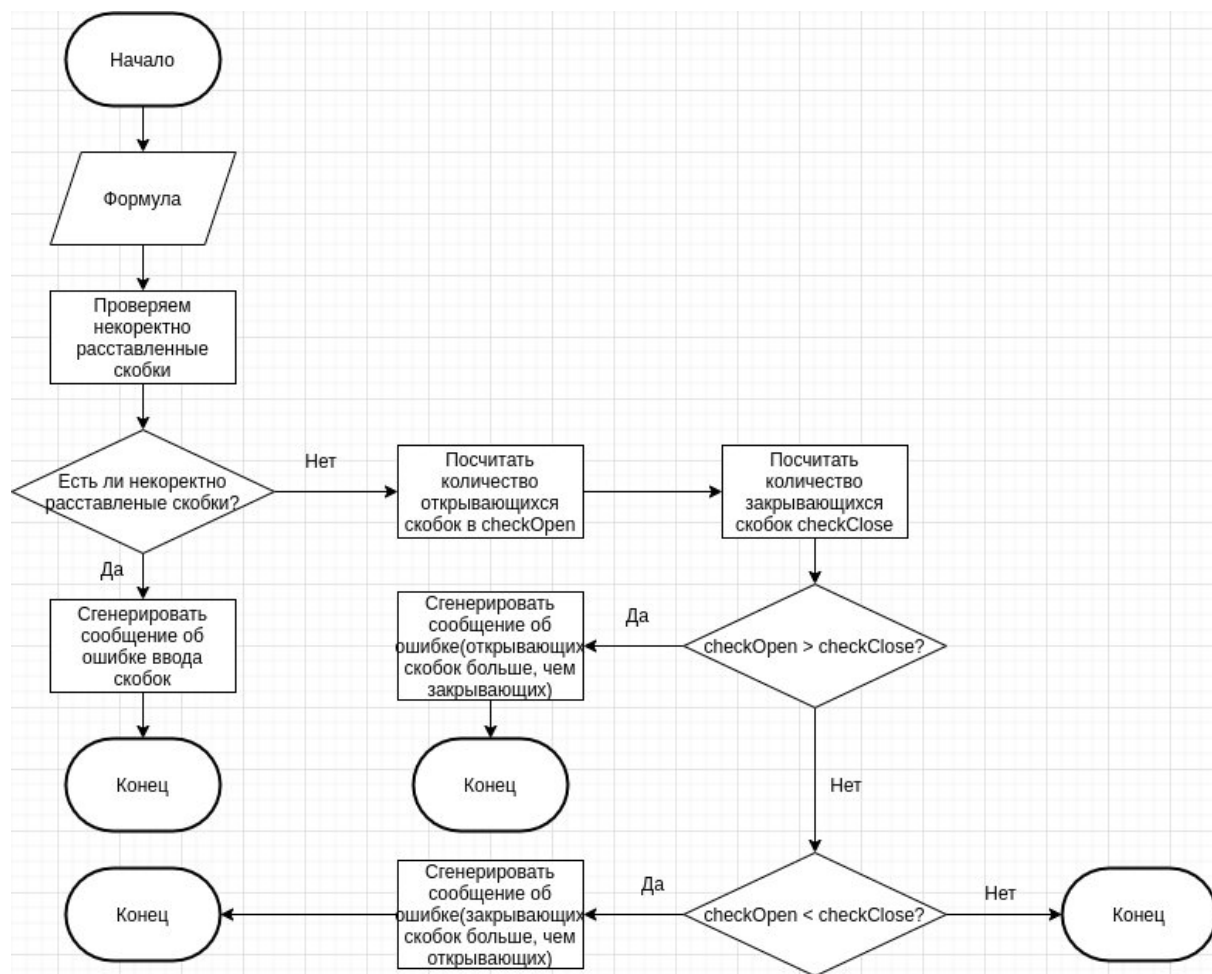 Начало
Формула
Проверяем
некоректно
расставленные
скобки
Есть ли некоректно
расставленые скобки?
Нет
Посчитать
количество
открывающихся
скобок в checkOpen
Посчитать
количество
закрывающихся
скобок checkClose
Да
Сгенерировать
сообщение об
ошибке ввода
скобок
Сгенерировать
сообщение об
ошибке(открывающих
скобок больше, чем
закрывающих)
Да
checkOpen > checkClose?
Конец
Конец
Нет
Конец
Сгенерировать
сообщение об
ошибке(закрывающих
скобок больше, чем
открывающих)
Да
checkOpen < checkClose?
Нет
Конец